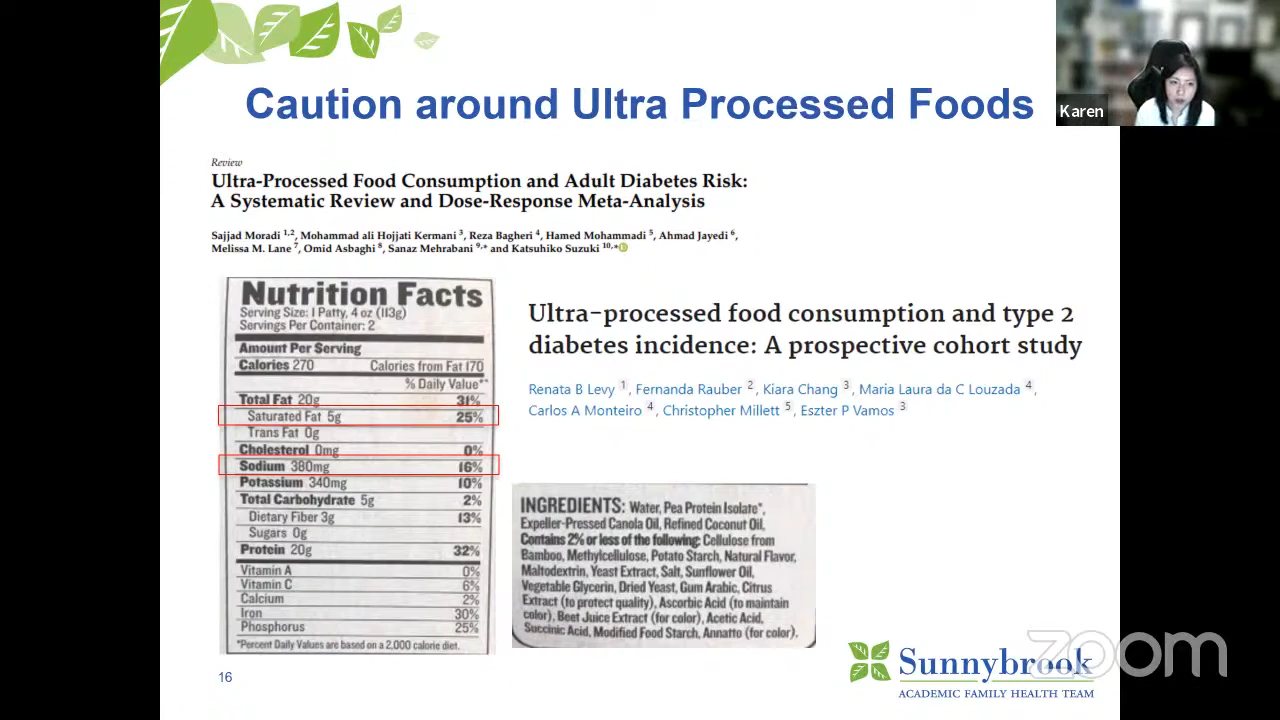 Caution around Ultra Processed Foods
Karen
Review
Ultra-Processed Food Consumption and Adult Diabetes Risk:
A Systematic Review and Dose-Response Meta-Analysis
Sajjad Moradi 1,2, Mohammad ali Hojjati Kermani 3, Reza Bagheri 4, Hamed Mohammadi 5, Ahmad Jayedi 6,
Melissa M. Lane 7, Omid Asbaghi 8, Sanaz Mehrabani 9,* and Katsuhiko Suzuki 10,*
Nutrition Facts
Serving Size: 1 Patty, 4 oz (113g)
Servings Per Container: 2
Amount Per Serving
Calories 270 Calories from Fat 170
% Daily Value**
Total Fat 20g 31%
Saturated Fat 5g 25%
Trans Fat 0g
Cholesterol 0mg 0%
Sodium 380mg 16%
Potassium 340mg 10%
Total Carbohydrate 5g 2%
Dietary Fiber 3g 13%
Sugars 0g
Protein 20g 32%
Vitamin A 0%
Vitamin C 6%
Calcium 2%
Iron 30%
Phosphorus 25%
*Percent Daily Values are based on a 2,000 calorie diet.
Ultra-processed food consumption and type 2
diabetes incidence: A prospective cohort study
Renata B Levy 1, Fernanda Rauber 2, Kiara Chang 3, Maria Laura da C Louzada 4,
Carlos A Monteiro 4, Christopher Millett 5, Eszter P Vamos 3
INGREDIENTS: Water, Pea Protein Isolate*,
Expeller-Pressed Canola Oil, Refined Coconut Oil,
Contains 2% or less of the following: Cellulose from
Bamboo, Methylcellulose, Potato Starch, Natural Flavor,
Maltodextrin, Yeast Extract, Salt, Sunflower Oil,
Vegetable Glycerin, Dried Yeast, Gum Arabic, Citrus
Extract (to protect quality), Ascorbic Acid (to maintain
color), Beet Juice Extract (for color), Acetic Acid,
Succinic Acid, Modified Food Starch, Annatto (for color).
16
Sunnybrook
ACADEMIC FAMILY HEALTH TEAM
zoom